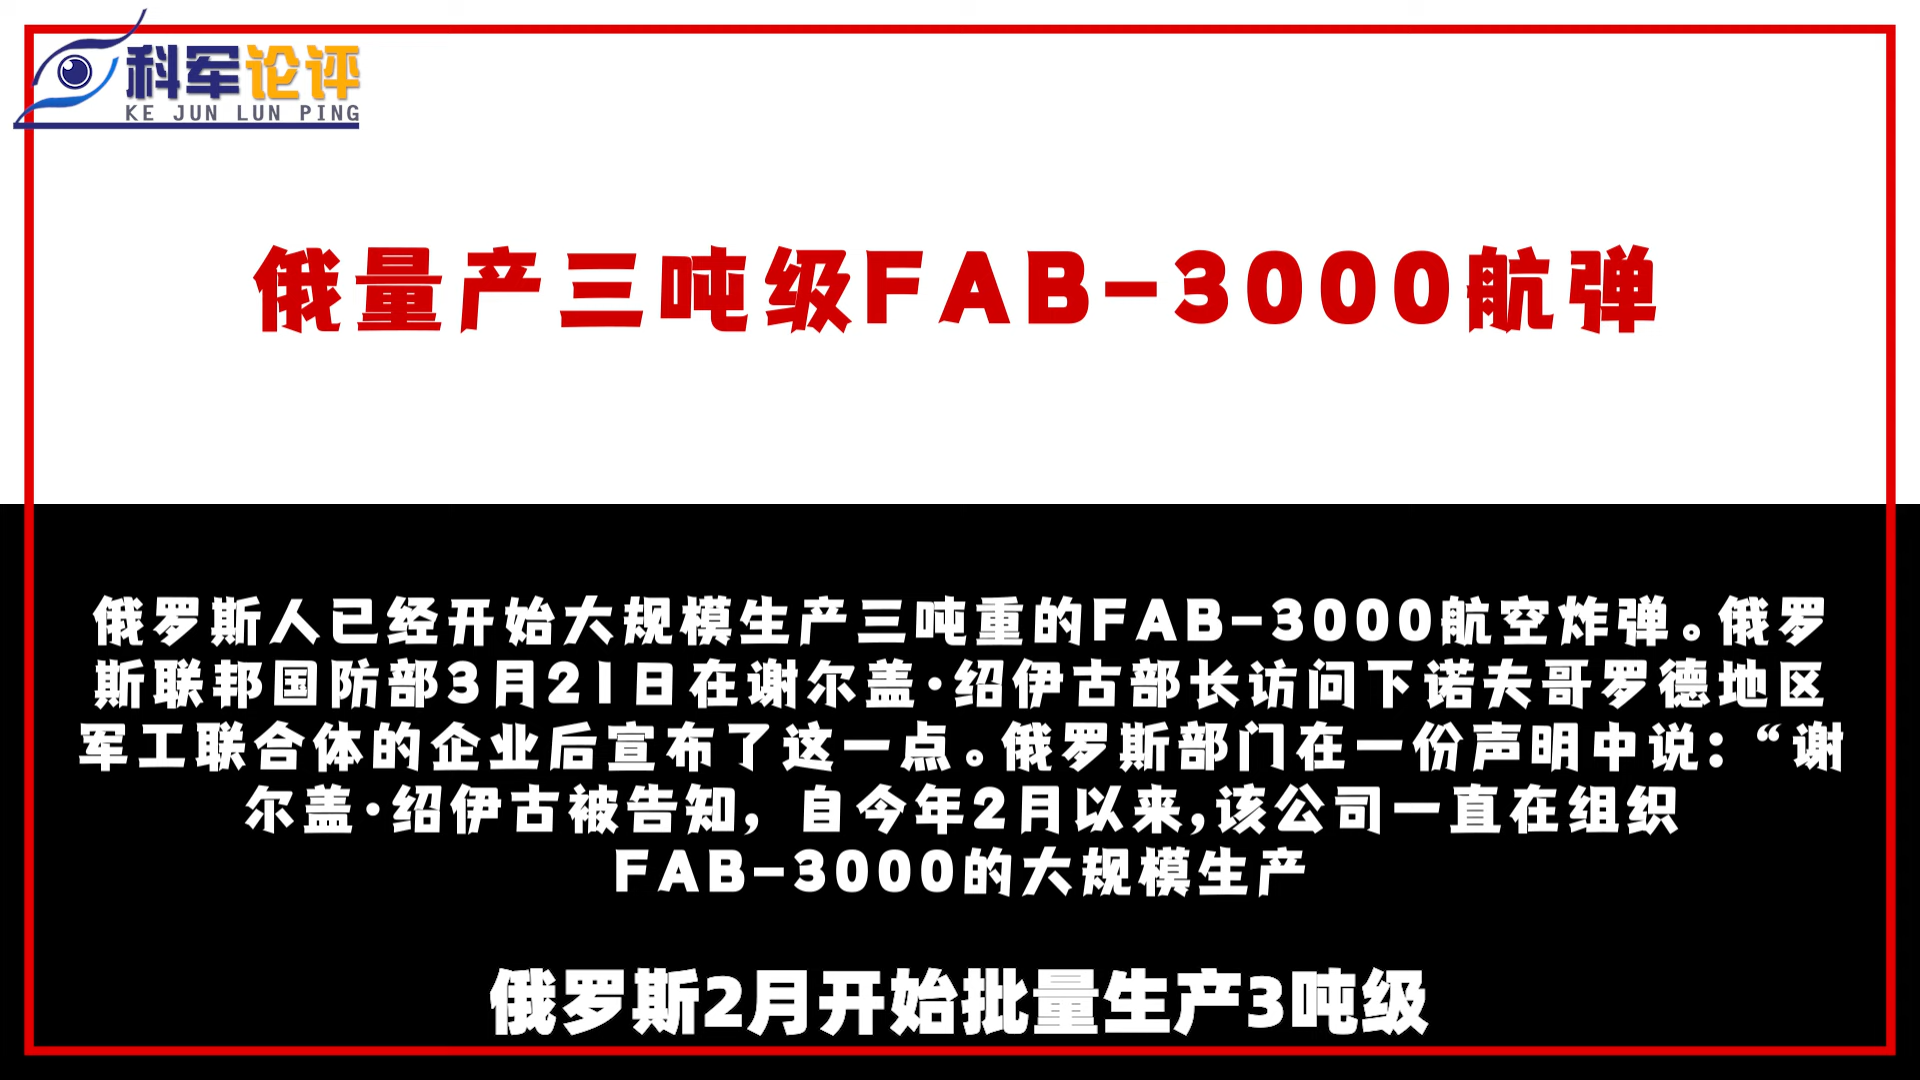 科军论评
KE JUN LUN PING
俄量产三吨级FAB-3000航弹
俄罗斯人已经开始大规模生产三吨重的FAB-3000航空炸弹。俄罗
斯联邦国防部3月21日在谢尔盖·绍伊古部长访问下诺夫哥罗德地区
军工联合体的企业后宣布了这一点。俄罗斯部门在一份声明中说：“谢
尔盖·绍伊古被告知，自今年2月以来，该公司一直在组织
FAB-3000的大规模生产
俄罗斯2月开始批量生产3吨级